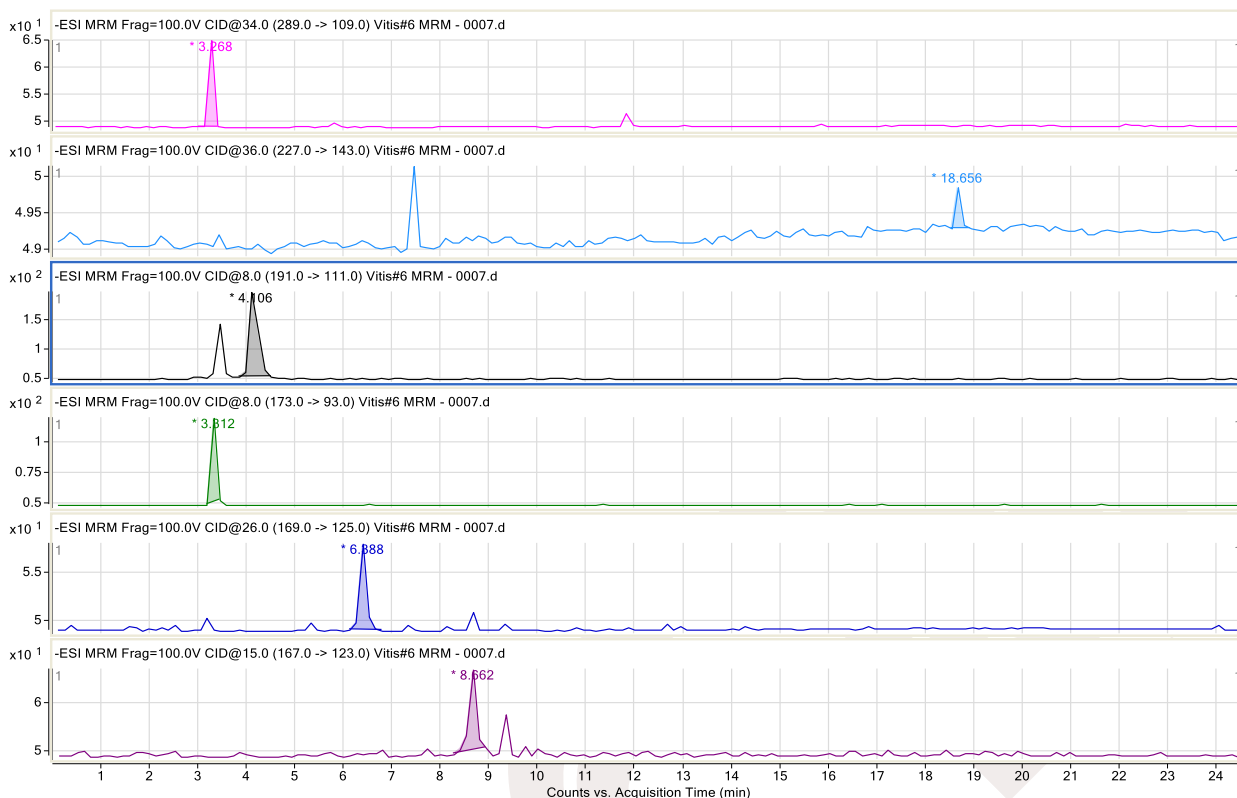 -ESI MRM Frag=100.0V CID@34.0 (289.0 -> 109.0) Vitis#6 MRM - 0007.d
x10 1
6.5
6
5.5
5
1
* 3.268
-ESI MRM Frag=100.0V CID@36.0 (227.0 -> 143.0) Vitis#6 MRM - 0007.d
x10 1
5
4.95
4.9
1
* 18.656
-ESI MRM Frag=100.0V CID@8.0 (191.0 -> 111.0) Vitis#6 MRM - 0007.d
x10 2
1.5
1
0.5
1
* 4.106
-ESI MRM Frag=100.0V CID@8.0 (173.0 -> 93.0) Vitis#6 MRM - 0007.d
x10 2
1
0.75
0.5
1
* 3.312
-ESI MRM Frag=100.0V CID@26.0 (169.0 -> 125.0) Vitis#6 MRM - 0007.d
x10 1
5.5
5
1
* 6.388
-ESI MRM Frag=100.0V CID@15.0 (167.0 -> 123.0) Vitis#6 MRM - 0007.d
x10 1
6
5
1
* 8.662
1 2 3 4 5 6 7 8 9 10 11 12 13 14 15 16 17 18 19 20 21 22 23 24
Counts vs. Acquisition Time (min)